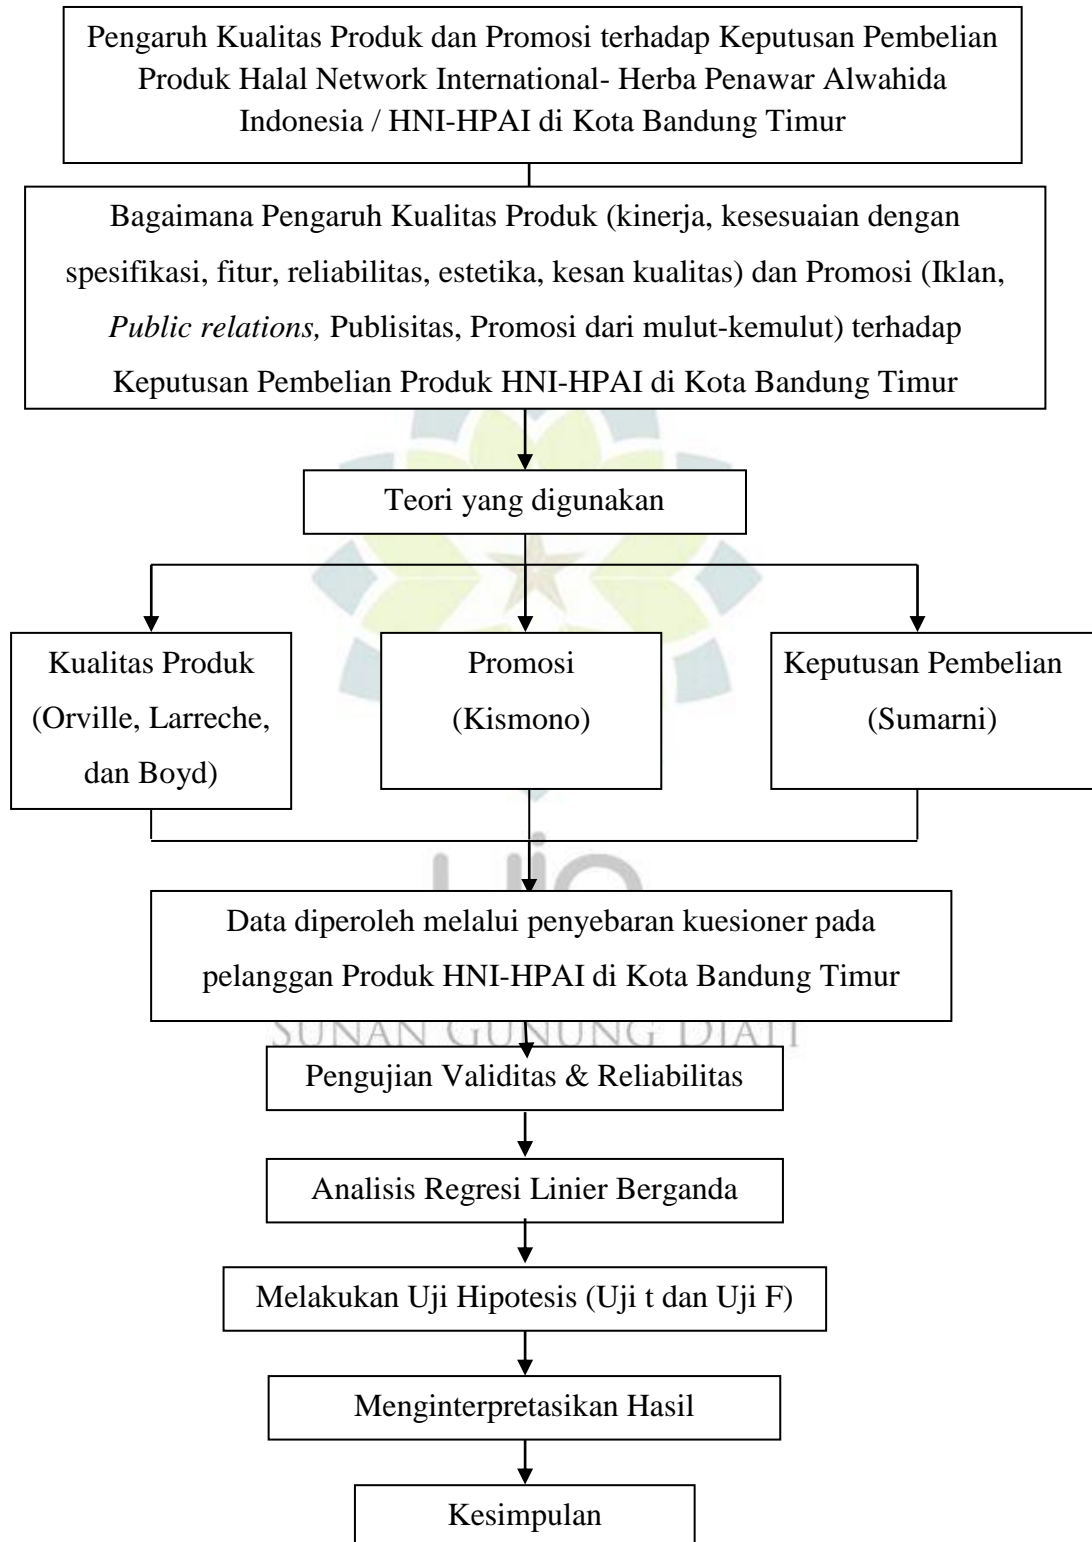 Pengaruh Kualitas Produk dan Promosi terhadap Keputusan Pembelian
Produk Halal Network International- Herba Penawar Alwahida
Indonesia / HNI-HPAI di Kota Bandung Timur
Bagaimana Pengaruh Kualitas Produk (kinerja, kesesuaian dengan
spesifikasi, fitur, reliabilitas, estetika, kesan kualitas) dan Promosi (Iklan,
Public relations, Publisitas, Promosi dari mulut-kemulut) terhadap
Keputusan Pembelian Produk HNI-HPAI di Kota Bandung Timur
Teori yang digunakan
Kualitas Produk
(Orville, Larreche,
dan Boyd)
Promosi
(Kismono)
Keputusan Pembelian
(Sumarni)
uin
Data diperoleh melalui penyebaran kuesioner pada
pelanggan Produk HNI-HPAI di Kota Bandung Timur
SUNAN GUNUNG DJATI
Pengujian Validitas & Reliabilitas
Analisis Regresi Linier Berganda
Melakukan Uji Hipotesis (Uji t dan Uji F)
Menginterpretasikan Hasil
Kesimpulan